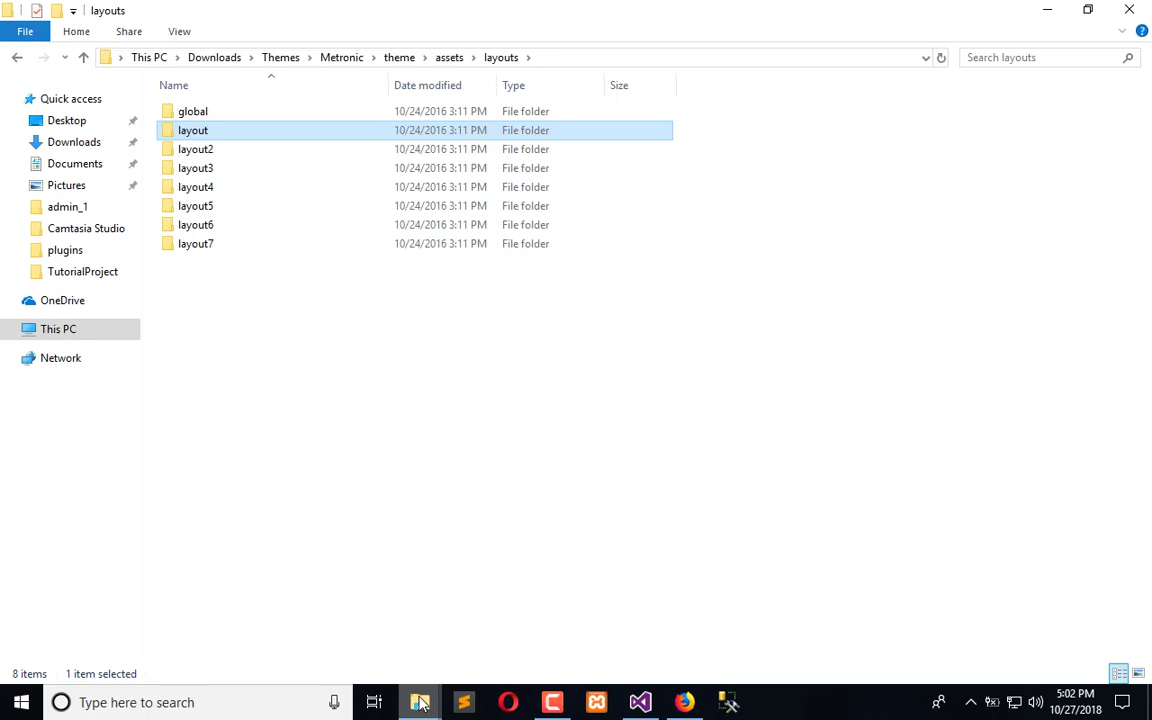 layouts
File Home Share View
This PC Downloads Themes Metronic theme assets layouts Search layouts
Name Date modified Type Size
Quick access
Desktop
Downloads
Documents
Pictures
admin_1
Camtasia Studio
plugins
TutorialProject
OneDrive
This PC
Network
global 10/24/2016 3:11 PM File folder
layout 10/24/2016 3:11 PM File folder
layout2 10/24/2016 3:11 PM File folder
layout3 10/24/2016 3:11 PM File folder
layout4 10/24/2016 3:11 PM File folder
layout5 10/24/2016 3:11 PM File folder
layout6 10/24/2016 3:11 PM File folder
layout7 10/24/2016 3:11 PM File folder
8 items 1 item selected
Type here to search
5:02 PM
10/27/2018